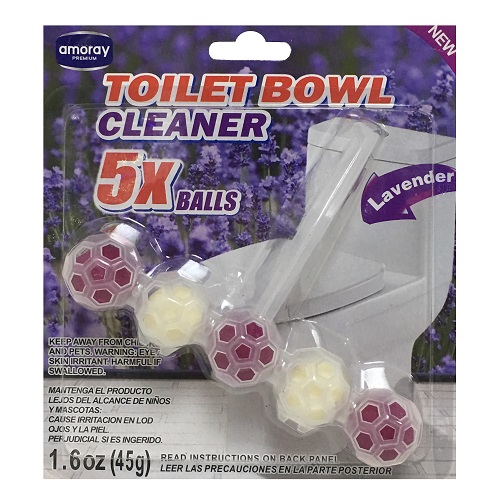 amoray
PREMIUM
NEW
TOILET BOWL
CLEANER
5X BALLS
Lavender
KEEP AWAY FROM
AND PETS. WARNING: EYE
SKIN IRRITANT. HARMFUL IF
SWALLOWED.
MANTENGA EL PRODUCTO
LEJOS DEL ALCANCE DE NIÑOS
Y MASCOTAS:
CAUSE IRRITACION EN LOD
OJOS Y LA PIEL.
PERJUDICIAL SI ES INGERIDO.
1.6oz (45g)
READ INSTRUCTIONS ON BACK PANEL
LEER LAS PRECAUCIONES EN LA PARTE POSTERIOR